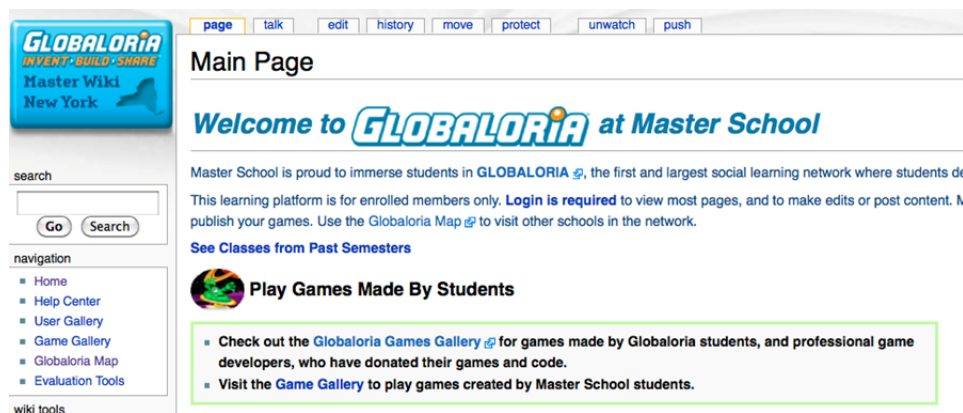 page talk edit history move protect unwatch push
GLOBALORiA
INVENT·BUILD·SHARE
Master Wiki
New York
Main Page
Welcome to GLOBALORiA at Master School
Master School is proud to immerse students in GLOBALORIA, the first and largest social learning network where students de
This learning platform is for enrolled members only. Login is required to view most pages, and to make edits or post content. M
publish your games. Use the Globaloria Map to visit other schools in the network.
See Classes from Past Semesters
search
Go Search
navigation
Home
Help Center
User Gallery
Game Gallery
Globaloria Map
Evaluation Tools
wiki tools
Play Games Made By Students
Check out the Globaloria Games Gallery for games made by Globaloria students, and professional game
developers, who have donated their games and code.
Visit the Game Gallery to play games created by Master School students.